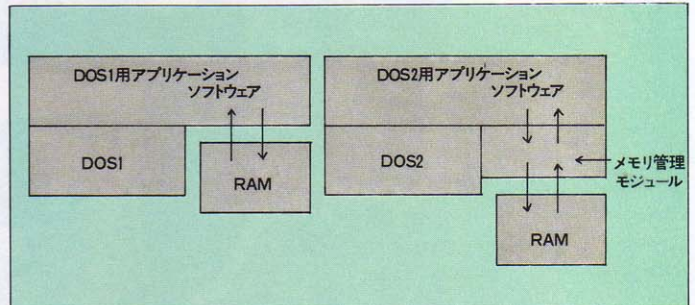 DOS1用アプリケーション
ソフトウェア
DOS1
RAM
DOS2用アプリケーション
ソフトウェア
DOS2
メモリ管理
モジュール
RAM